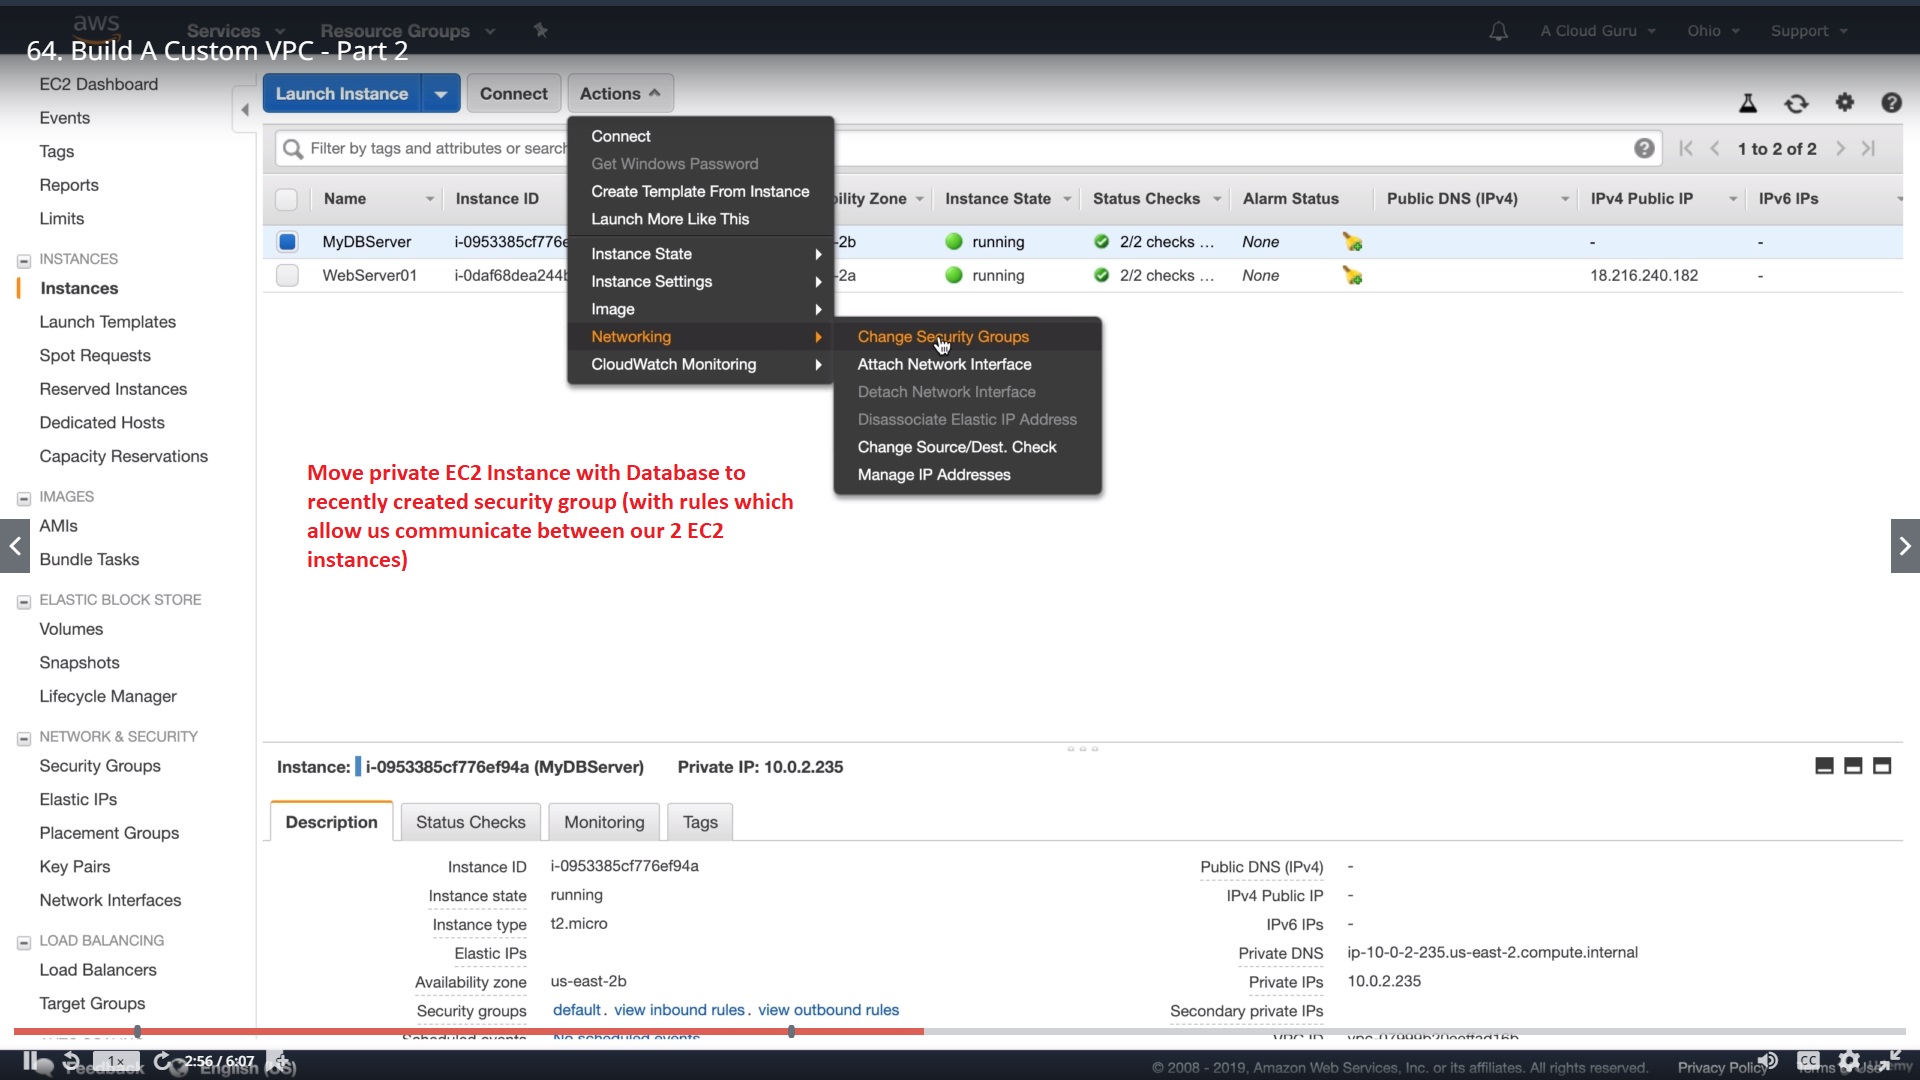 aws
Services
Resource Groups
A Cloud Guru
Ohio
Support
64. Build A Custom VPC - Part 2
EC2 Dashboard
Events
Tags
Reports
Limits
INSTANCES
Instances
Launch Templates
Spot Requests
Reserved Instances
Dedicated Hosts
Capacity Reservations
IMAGES
AMIs
Bundle Tasks
ELASTIC BLOCK STORE
Volumes
Snapshots
Lifecycle Manager
NETWORK & SECURITY
Security Groups
Elastic IPs
Placement Groups
Key Pairs
Network Interfaces
LOAD BALANCING
Load Balancers
Target Groups
Launch Instance
Connect
Actions
Filter by tags and attributes or search
1 to 2 of 2
Name
Instance ID
bility Zone
Instance State
Status Checks
Alarm Status
Public DNS (IPv4)
IPv4 Public IP
IPv6 IPs
MyDBServer i-0953385cf776e -2b running 2/2 checks ... None - -
WebServer01 i-0daf68dea244b -2a running 2/2 checks ... None 18.216.240.182 -
Connect
Get Windows Password
Create Template From Instance
Launch More Like This
Instance State
Instance Settings
Image
Networking
CloudWatch Monitoring
Change Security Groups
Attach Network Interface
Detach Network Interface
Disassociate Elastic IP Address
Change Source/Dest. Check
Manage IP Addresses
Move private EC2 Instance with Database to
recently created security group (with rules which
allow us communicate between our 2 EC2
instances)
Instance: i-0953385cf776ef94a (MyDBServer) Private IP: 10.0.2.235
Description
Status Checks
Monitoring
Tags
Instance ID i-0953385cf776ef94a
Instance state running
Instance type t2.micro
Elastic IPs
Availability zone us-east-2b
Security groups default. view inbound rules. view outbound rules
Scheduled events No scheduled events
Public DNS (IPv4) -
IPv4 Public IP -
IPv6 IPs -
Private DNS ip-10-0-2-235.us-east-2.compute.internal
Private IPs 10.0.2.235
Secondary private IPs
VPC ID
1x
2:56 / 6:07
Feedback
English (US)
© 2008 - 2019, Amazon Web Services, Inc. or its affiliates. All rights reserved.
Privacy Policy
Terms
CC